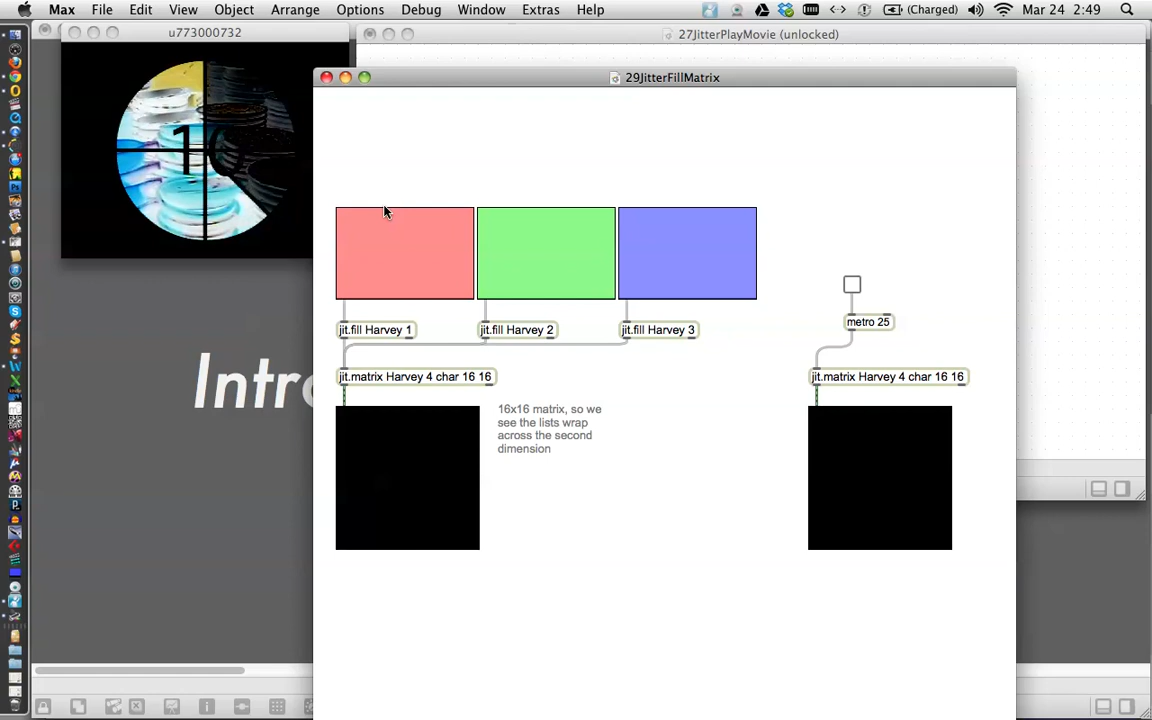 Max File Edit View Object Arrange Options Debug Window Extras Help (Charged) Mar 24 2:49
u773000732
27JitterPlayMovie (unlocked)
29JitterFillMatrix
jit.fill Harvey 1
jit.fill Harvey 2
jit.fill Harvey 3
metro 25
jit.matrix Harvey 4 char 16 16
jit.matrix Harvey 4 char 16 16
16x16 matrix, so we
see the lists wrap
across the second
dimension